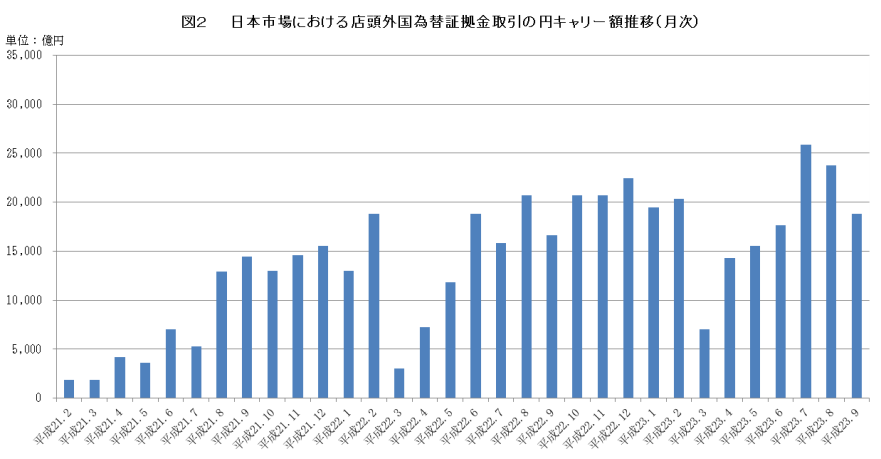 図2　日本市場における店頭外国為替証拠金取引の円キャリー額推移(月次)
単位：億円
35,000
30,000
25,000
20,000
15,000
10,000
5,000
0
平成21.2
平成21.3
平成21.4
平成21.5
平成21.6
平成21.7
平成21.8
平成21.9
平成21.10
平成21.11
平成21.12
平成22.1
平成22.2
平成22.3
平成22.4
平成22.5
平成22.6
平成22.7
平成22.8
平成22.9
平成22.10
平成22.11
平成22.12
平成23.1
平成23.2
平成23.3
平成23.4
平成23.5
平成23.6
平成23.7
平成23.8
平成23.9